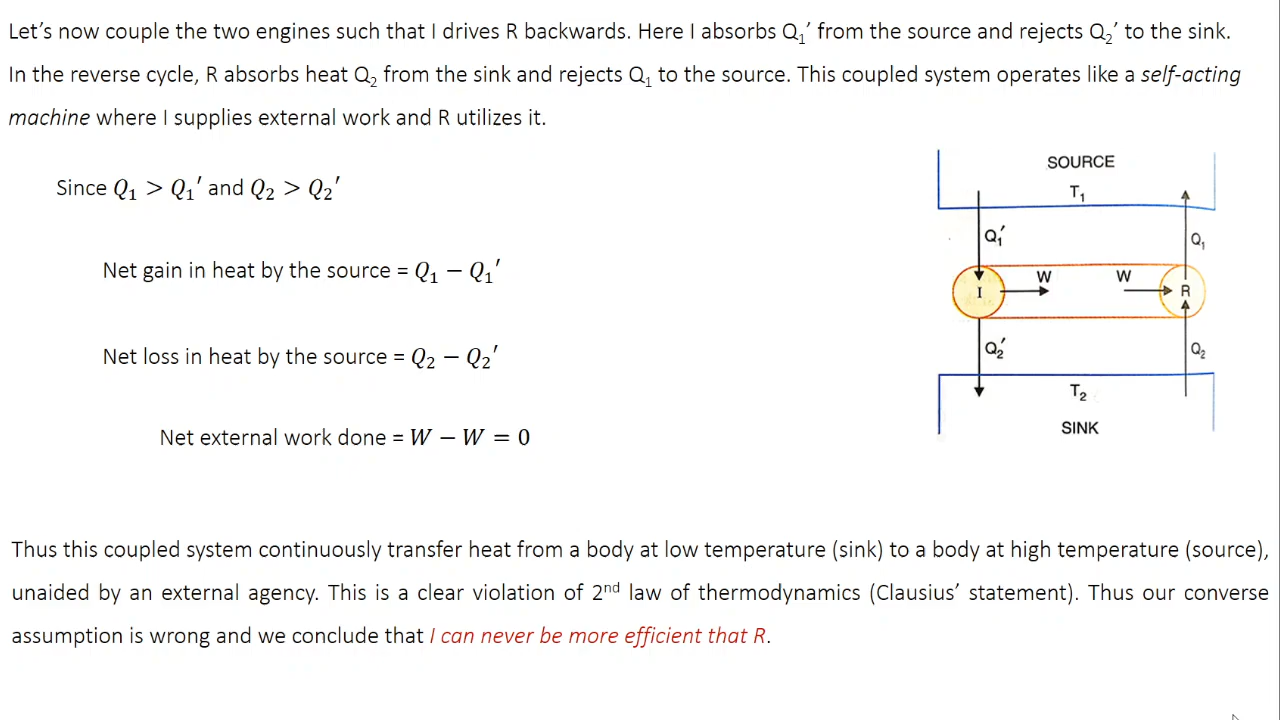 Let’s now couple the two engines such that I drives R backwards. Here I absorbs Q₁′ from the source and rejects Q₂′ to the sink.
In the reverse cycle, R absorbs heat Q₂ from the sink and rejects Q₁ to the source. This coupled system operates like a self-acting
machine where I supplies external work and R utilizes it.
Since Q₁ > Q₁′ and Q₂ > Q₂′
Net gain in heat by the source = Q₁ − Q₁′
Net loss in heat by the source = Q₂ − Q₂′
Net external work done = W − W = 0
SOURCE
T₁
Q₁′
Q₁
W
W
I
R
Q₂′
Q₂
T₂
SINK
Thus this coupled system continuously transfer heat from a body at low temperature (sink) to a body at high temperature (source),
unaided by an external agency. This is a clear violation of 2ⁿᵈ law of thermodynamics (Clausius’ statement). Thus our converse
assumption is wrong and we conclude that I can never be more efficient that R.